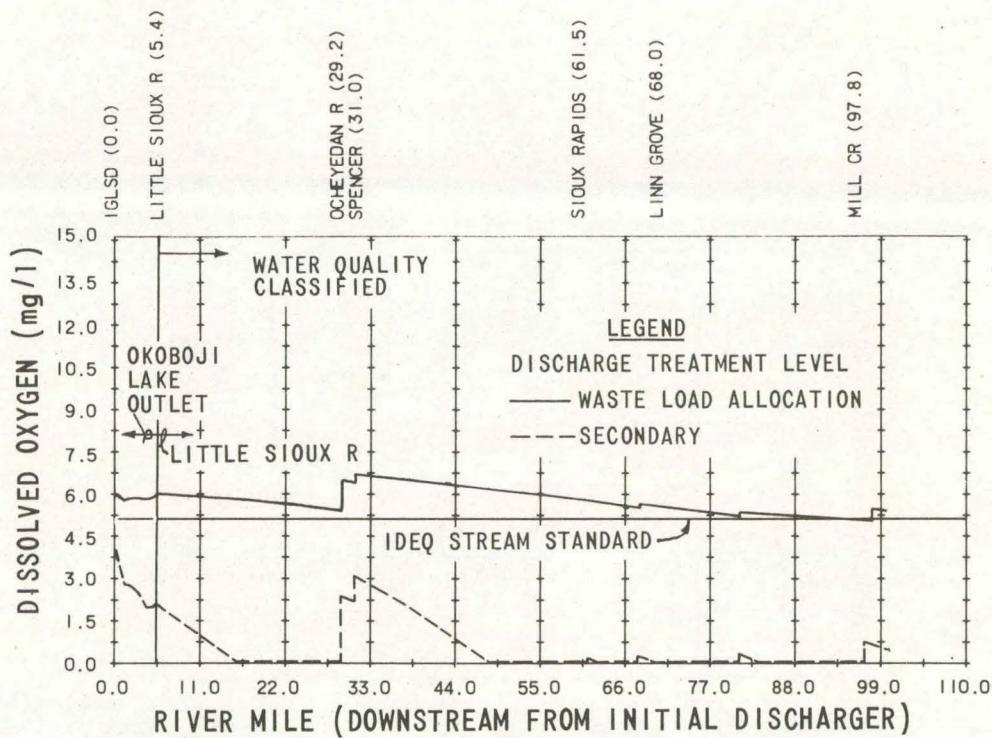 IGLSD (0.0)
LITTLE SIOUX R (5.4)
OCHEYEDAN R (29.2)
SPENCER (31.0)
SIOUX RAPIDS (61.5)
LINN GROVE (68.0)
MILL CR (97.8)
DISSOLVED OXYGEN (mg/l)
15.0
13.5
12.0
10.5
9.0
7.5
6.0
4.5
3.0
1.5
0.0
WATER QUALITY
CLASSIFIED
OKOBOJI
LAKE
OUTLET
LITTLE SIOUX R
LEGEND
DISCHARGE TREATMENT LEVEL
WASTE LOAD ALLOCATION
SECONDARY
IDEQ STREAM STANDARD
0.0 11.0 22.0 33.0 44.0 55.0 66.0 77.0 88.0 99.0 110.0
RIVER MILE (DOWNSTREAM FROM INITIAL DISCHARGER)